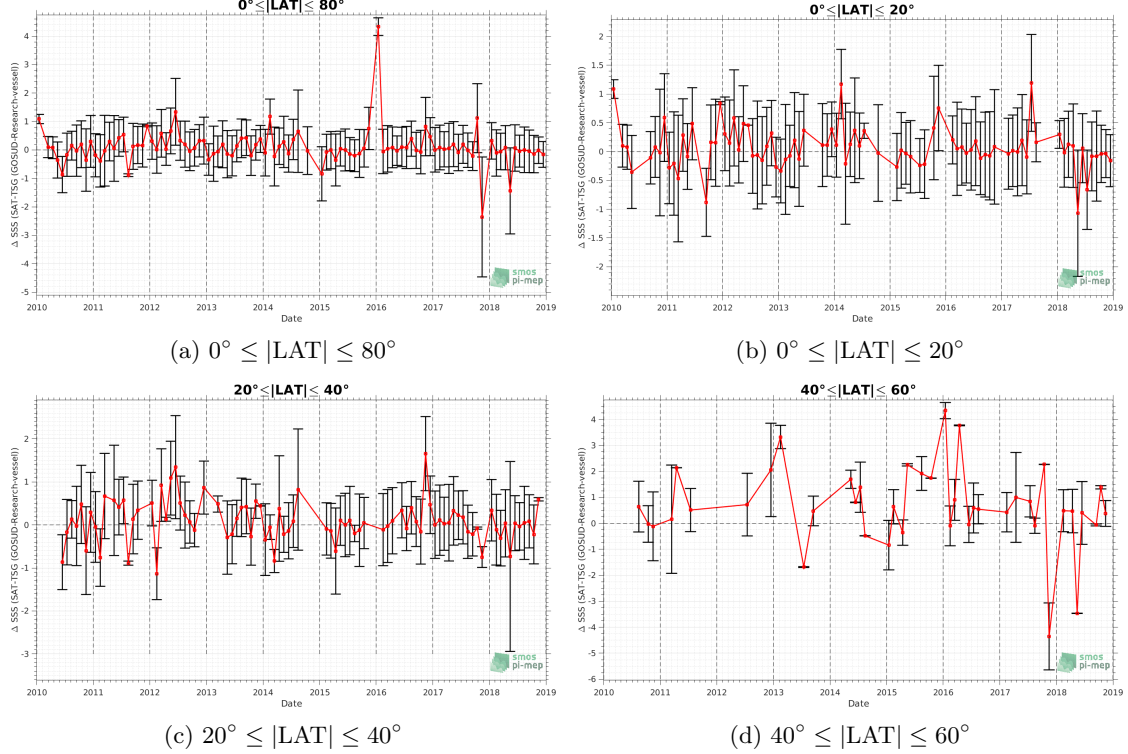 0°≤|LAT|≤ 80°
Δ SSS (SAT-TSG (GOSUD-Research-vessel))
4
3
2
1
0
-1
-2
-3
-4
-5
2010 2011 2012 2013 2014 2015 2016 2017 2018 2019
Date
smos
pi-mep
(a) 0° ≤ |LAT| ≤ 80°
0°≤|LAT|≤ 20°
Δ SSS (SAT-TSG (GOSUD-Research-vessel))
2
1.5
1
0.5
0
-0.5
-1
-1.5
-2
2010 2011 2012 2013 2014 2015 2016 2017 2018 2019
Date
smos
pi-mep
(b) 0° ≤ |LAT| ≤ 20°
20°≤|LAT|≤ 40°
Δ SSS (SAT-TSG (GOSUD-Research-vessel))
2
1
0
-1
-2
-3
2010 2011 2012 2013 2014 2015 2016 2017 2018 2019
Date
smos
pi-mep
(c) 20° ≤ |LAT| ≤ 40°
40°≤|LAT|≤ 60°
Δ SSS (SAT-TSG (GOSUD-Research-vessel))
4
3
2
1
0
-1
-2
-3
-4
-5
-6
2010 2011 2012 2013 2014 2015 2016 2017 2018 2019
Date
smos
pi-mep
(d) 40° ≤ |LAT| ≤ 60°